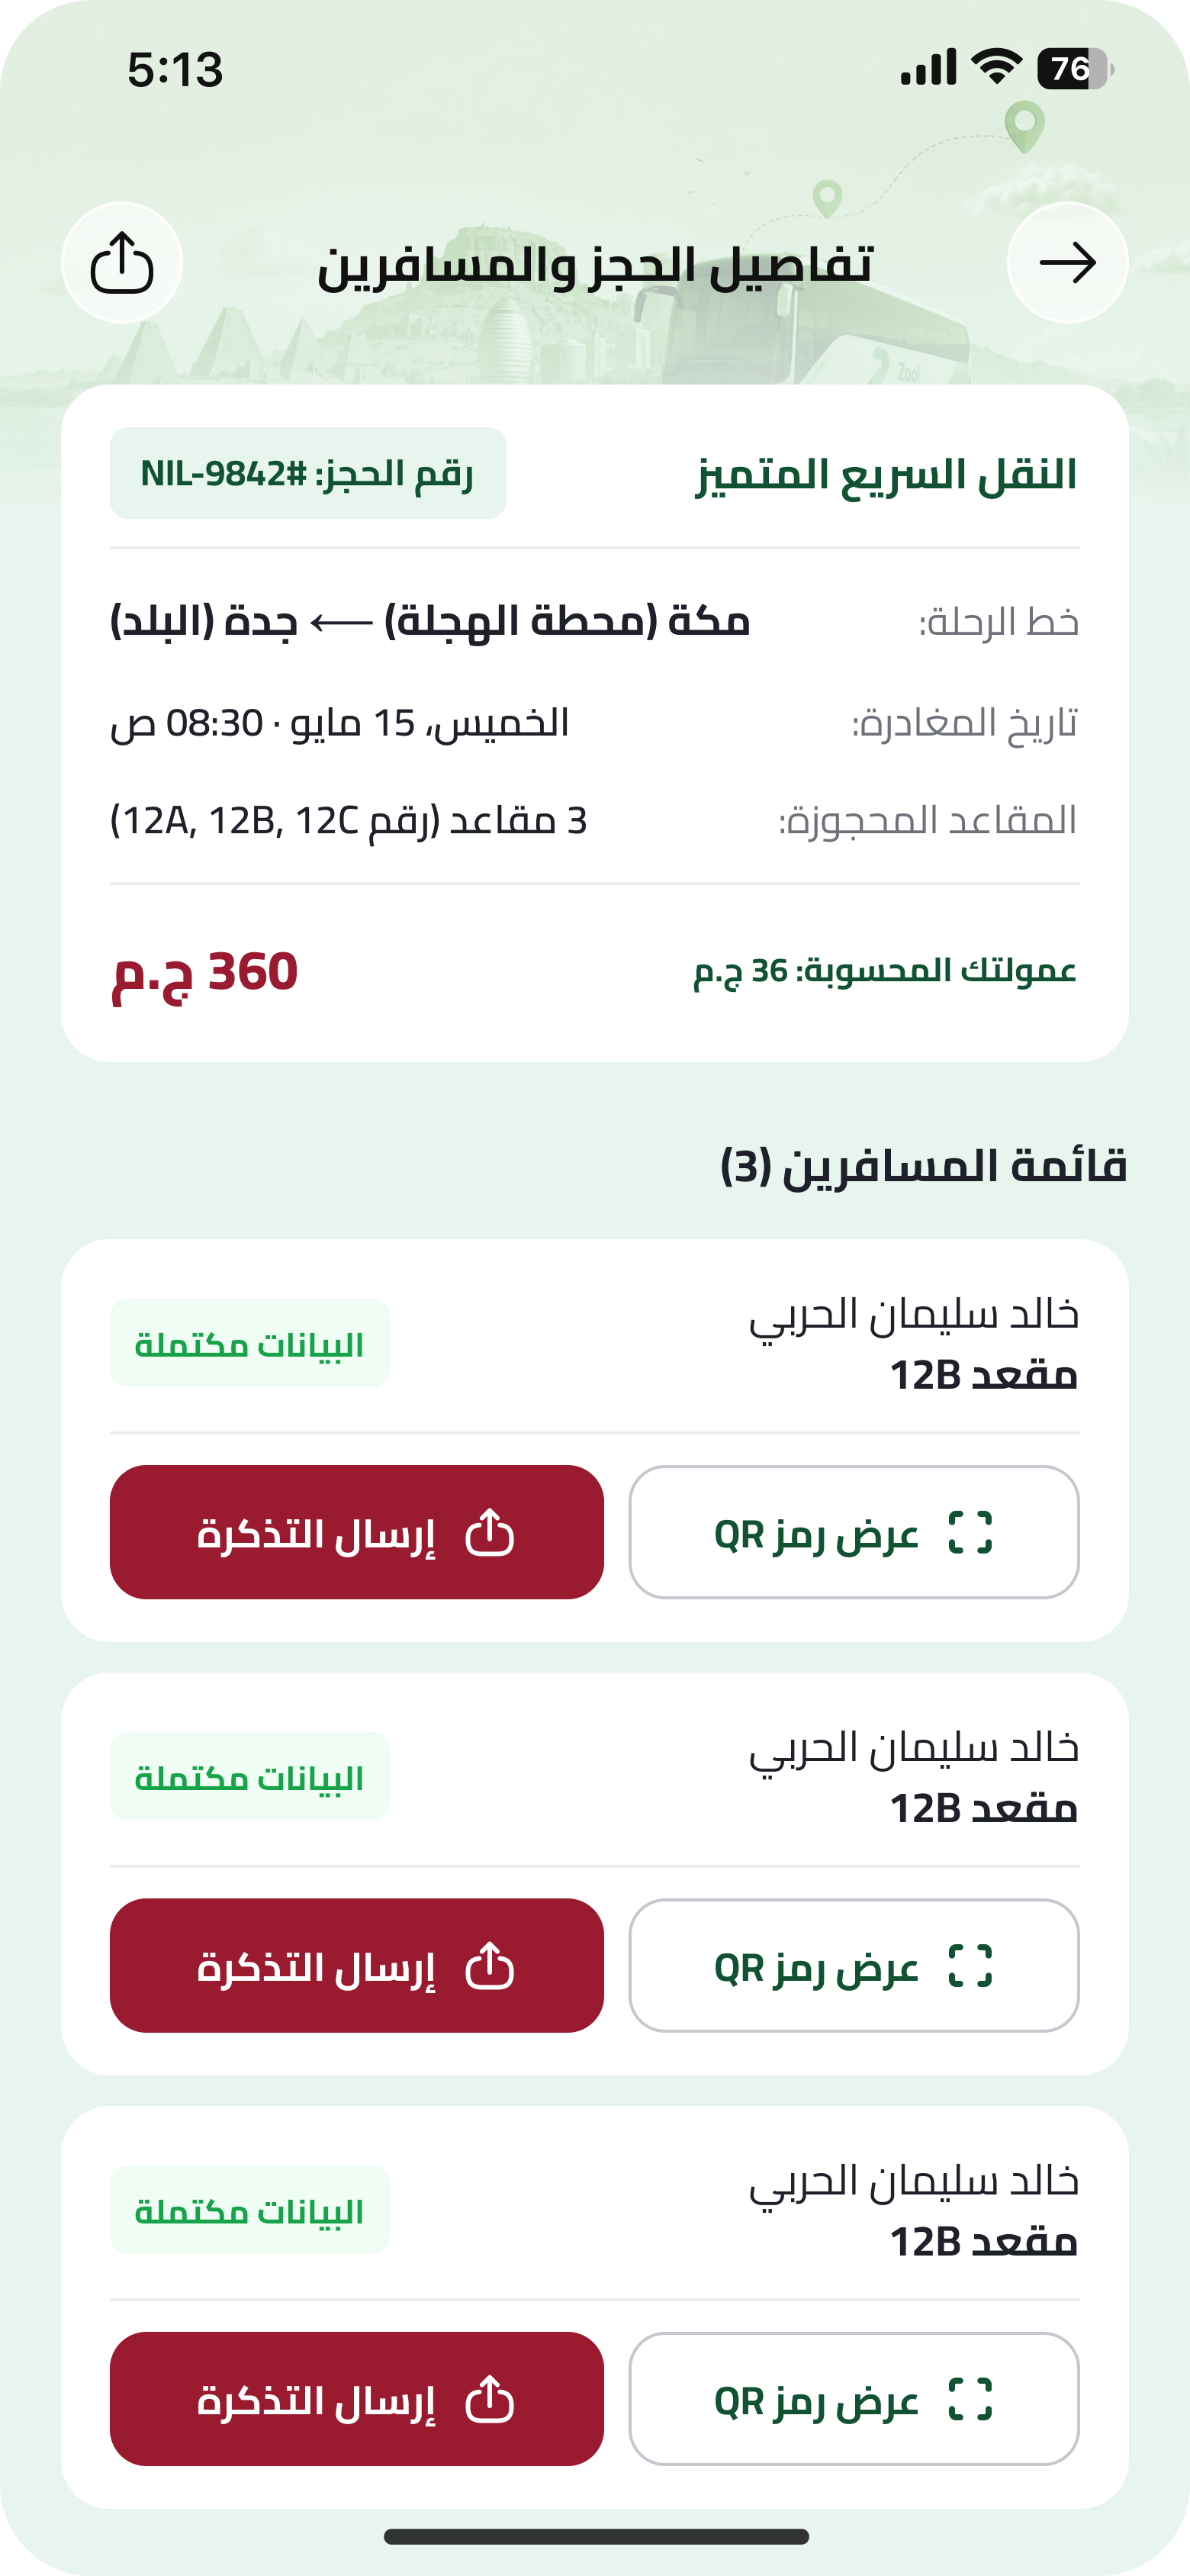 5:13
76
تفاصيل الحجز والمسافرين
Zool
النقل السريع المتميز
رقم الحجز: #NIL-9842
خط الرحلة:
مكة (محطة الهجلة) ⟵ جدة (البلد)
تاريخ المغادرة:
الخميس، 15 مايو · 08:30 ص
المقاعد المحجوزة:
3 مقاعد (رقم 12A, 12B, 12C)
عمولتك المحسوبة: 36 ج.م
360 ج.م
قائمة المسافرين (3)
خالد سليمان الحربي
مقعد 12B
البيانات مكتملة
عرض رمز QR
إرسال التذكرة
خالد سليمان الحربي
مقعد 12B
البيانات مكتملة
عرض رمز QR
إرسال التذكرة
خالد سليمان الحربي
مقعد 12B
البيانات مكتملة
عرض رمز QR
إرسال التذكرة